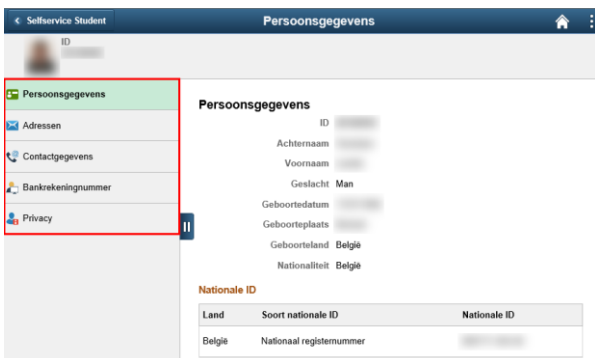 Selfservice Student
Persoonsgegevens
ID
Persoonsgegevens
Adressen
Contactgegevens
Bankrekeningnummer
Privacy
Persoonsgegevens
ID
Achternaam
Voornaam
Geslacht Man
Geboortedatum
Geboorteplaats
Geboorteland België
Nationaliteit België
Nationale ID
Land Soort nationale ID Nationale ID
België Nationaal registernummer